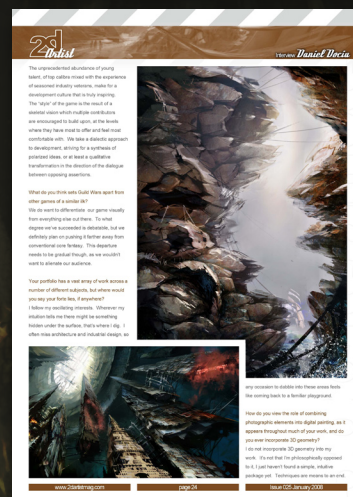 2d
Artist
Interview Daniel Dociu
The unprecedented abundance of young
talent, of top calibre mixed with the experience
of seasoned industry veterans, make for a
development culture that is truly inspiring.
The "style" of the game is the result of a
skeletal vision which multiple contributors
are encouraged to build upon, at the levels
where they have most to offer and feel most
comfortable with. We take a dialectic approach
to development, striving for a synthesis of
polarized ideas, or at least a qualitative
transformation in the direction of the dialogue
between opposing assertions.
What do you think sets Guild Wars apart from
other games of a similar ilk?
We do want to differentiate our game visually
from everything else out there. To what
degree we've succeeded is debatable, but we
definitely plan on pushing it farther away from
conventional core fantasy. This departure
needs to be gradual though, as we wouldn't
want to alienate our audience.
Your portfolio has a vast array of work across a
number of different subjects, but where would
you say your forte lies, if anywhere?
I follow my oscillating interests. Wherever my
intuition tells me there might be something
hidden under the surface, that's where I dig. I
often miss architecture and industrial design, so
any occasion to dabble into these areas feels
like coming back to a familiar playground.
How do you view the role of combining
photographic elements into digital painting, as it
appears throughout much of your work, and do
you ever incorporate 3D geometry?
I do not incorporate 3D geometry into my
work. It's not that I'm philosophically opposed
to it, I just haven't found a simple, intuitive
package yet. Techniques are means to an end.
www.2dartistmag.com
page 24
Issue 025 January 2008